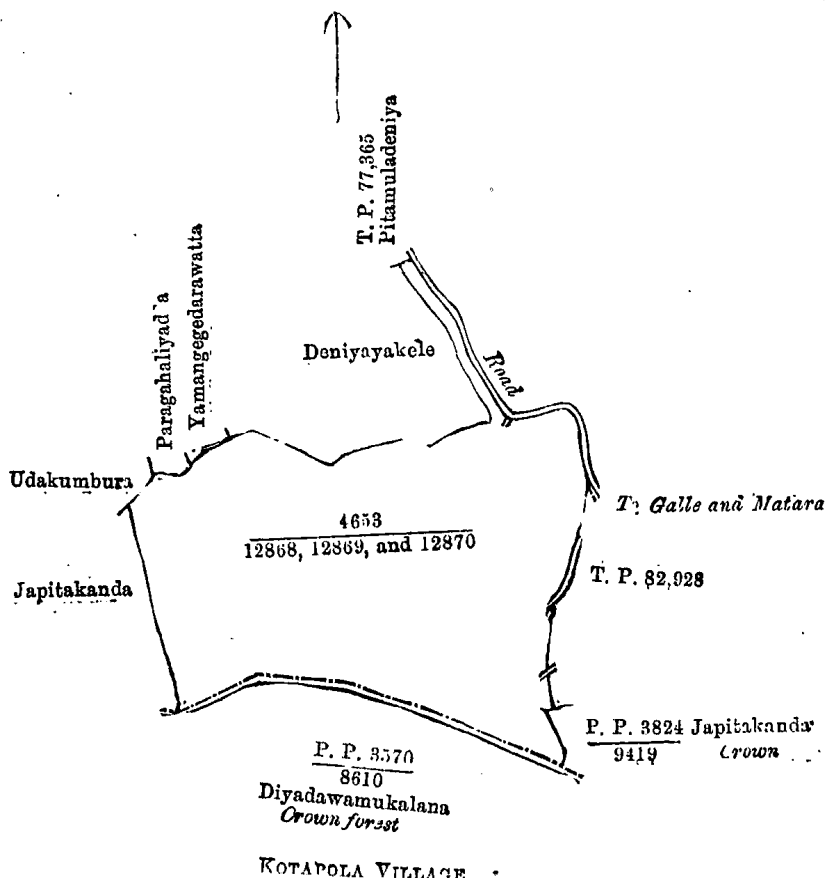 T. P. 77,365
Pitamuladeniya
Paragahaliyad'a
Yamangegedarawatta
Deniyayakele
Road
Udakumbura
4653
12868, 12869, and 12870
To Galle and Matara
Japitakanda
T. P. 82,928
P. P. 3824 Japitakanda
9419 Crown
P. P. 3570
8610
Diyadawamukalana
Crown forest
KOTAPOLA VILLAGE